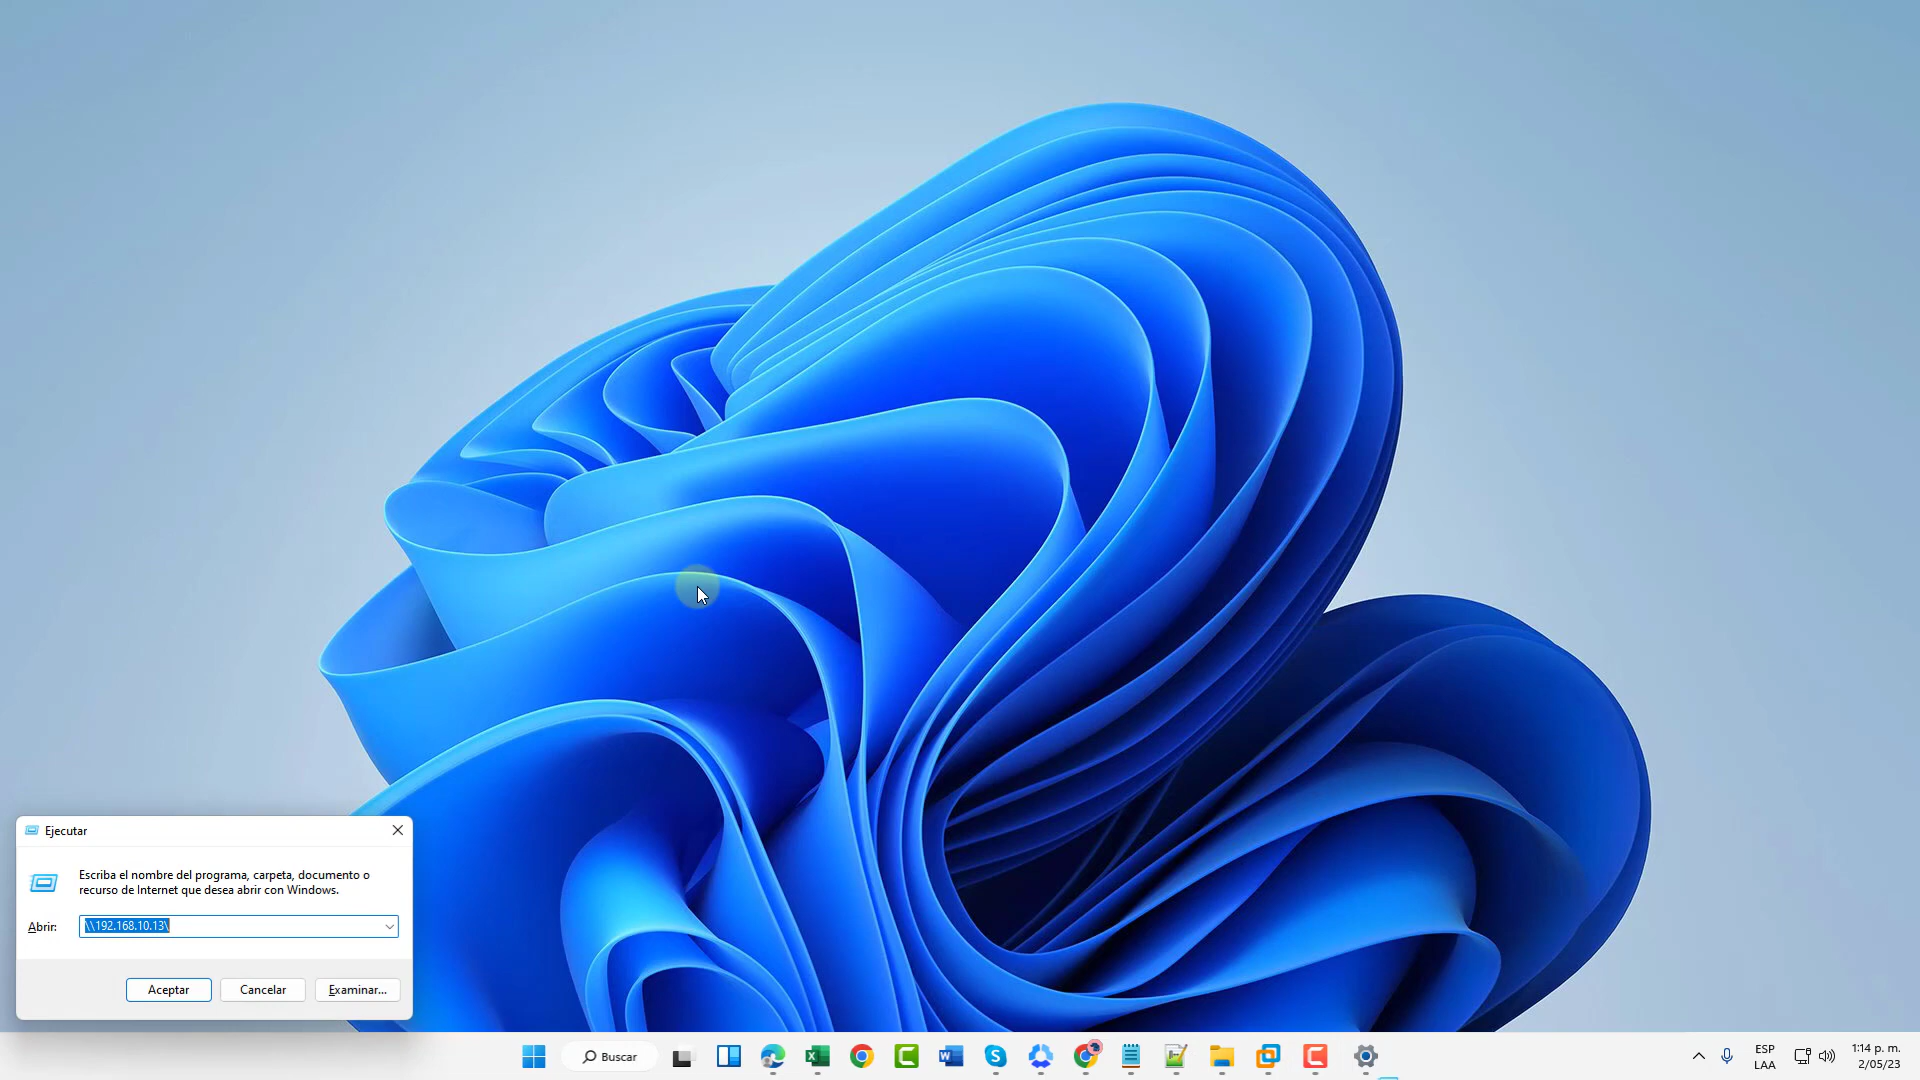 Ejecutar
Escriba el nombre del programa, carpeta, documento o
recurso de Internet que desea abrir con Windows.
Abrir: \\192.168.10.13\
Aceptar Cancelar Examinar...
Buscar
ESP
LAA
1:14 p. m.
2/05/23